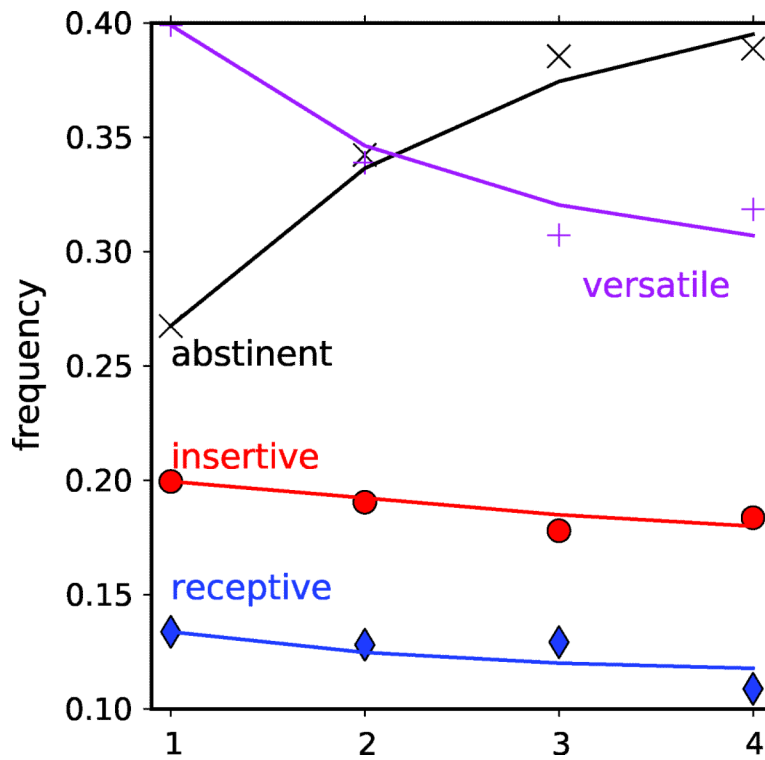 0.40
0.35
0.30
versatile
abstinent
0.25
frequency
insertive
0.20
receptive
0.15
0.10
1 2 3 4